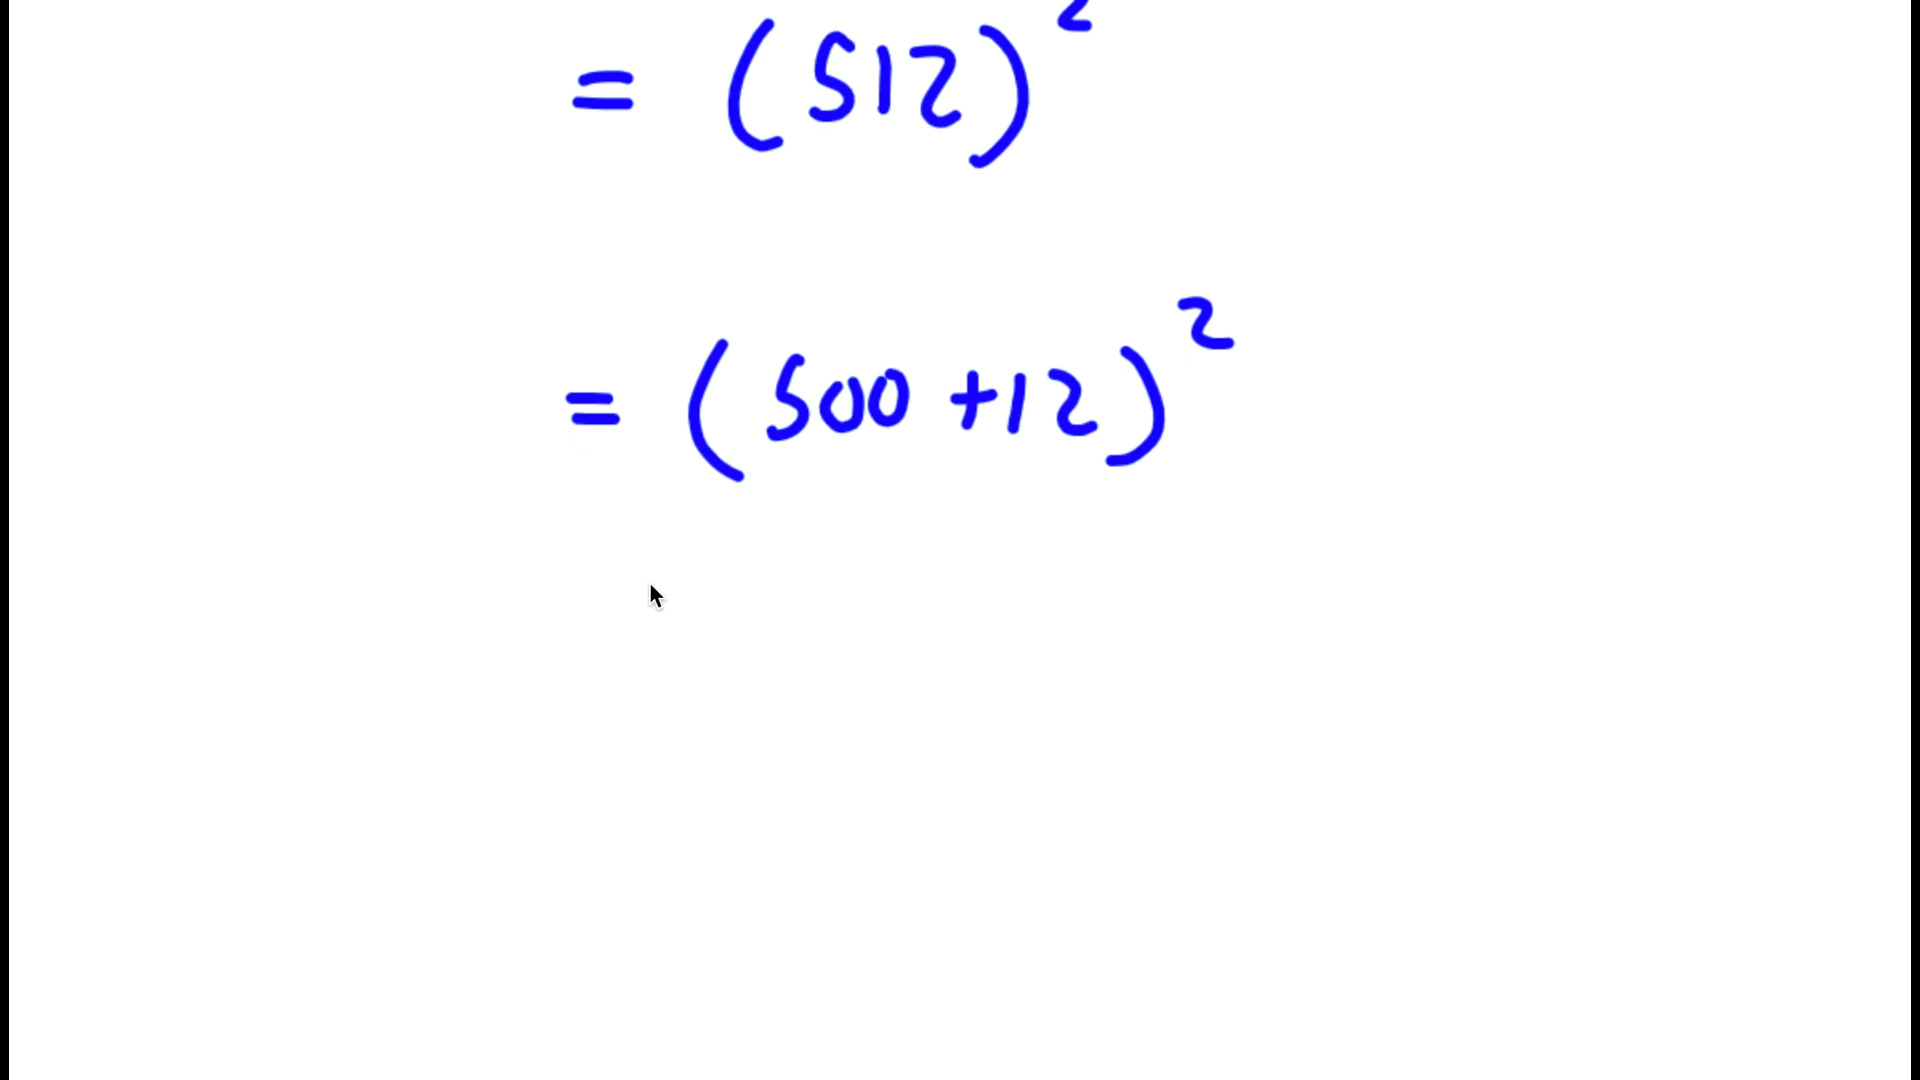 = (512)²
= (500 + 12)²